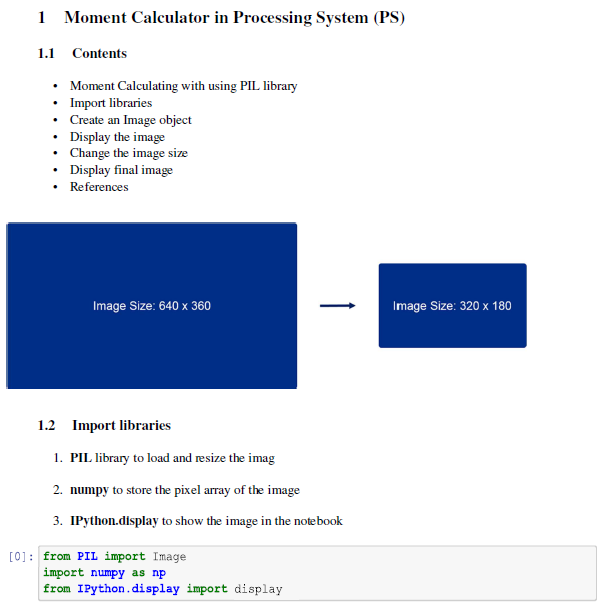 1 Moment Calculator in Processing System (PS)
1.1 Contents
• Moment Calculating with using PIL library
• Import libraries
• Create an Image object
• Display the image
• Change the image size
• Display final image
• References
Image Size: 640 x 360
Image Size: 320 x 180
1.2 Import libraries
1. PIL library to load and resize the imag
2. numpy to store the pixel array of the image
3. IPython.display to show the image in the notebook
[0]: from PIL import Image
import numpy as np
from IPython.display import display